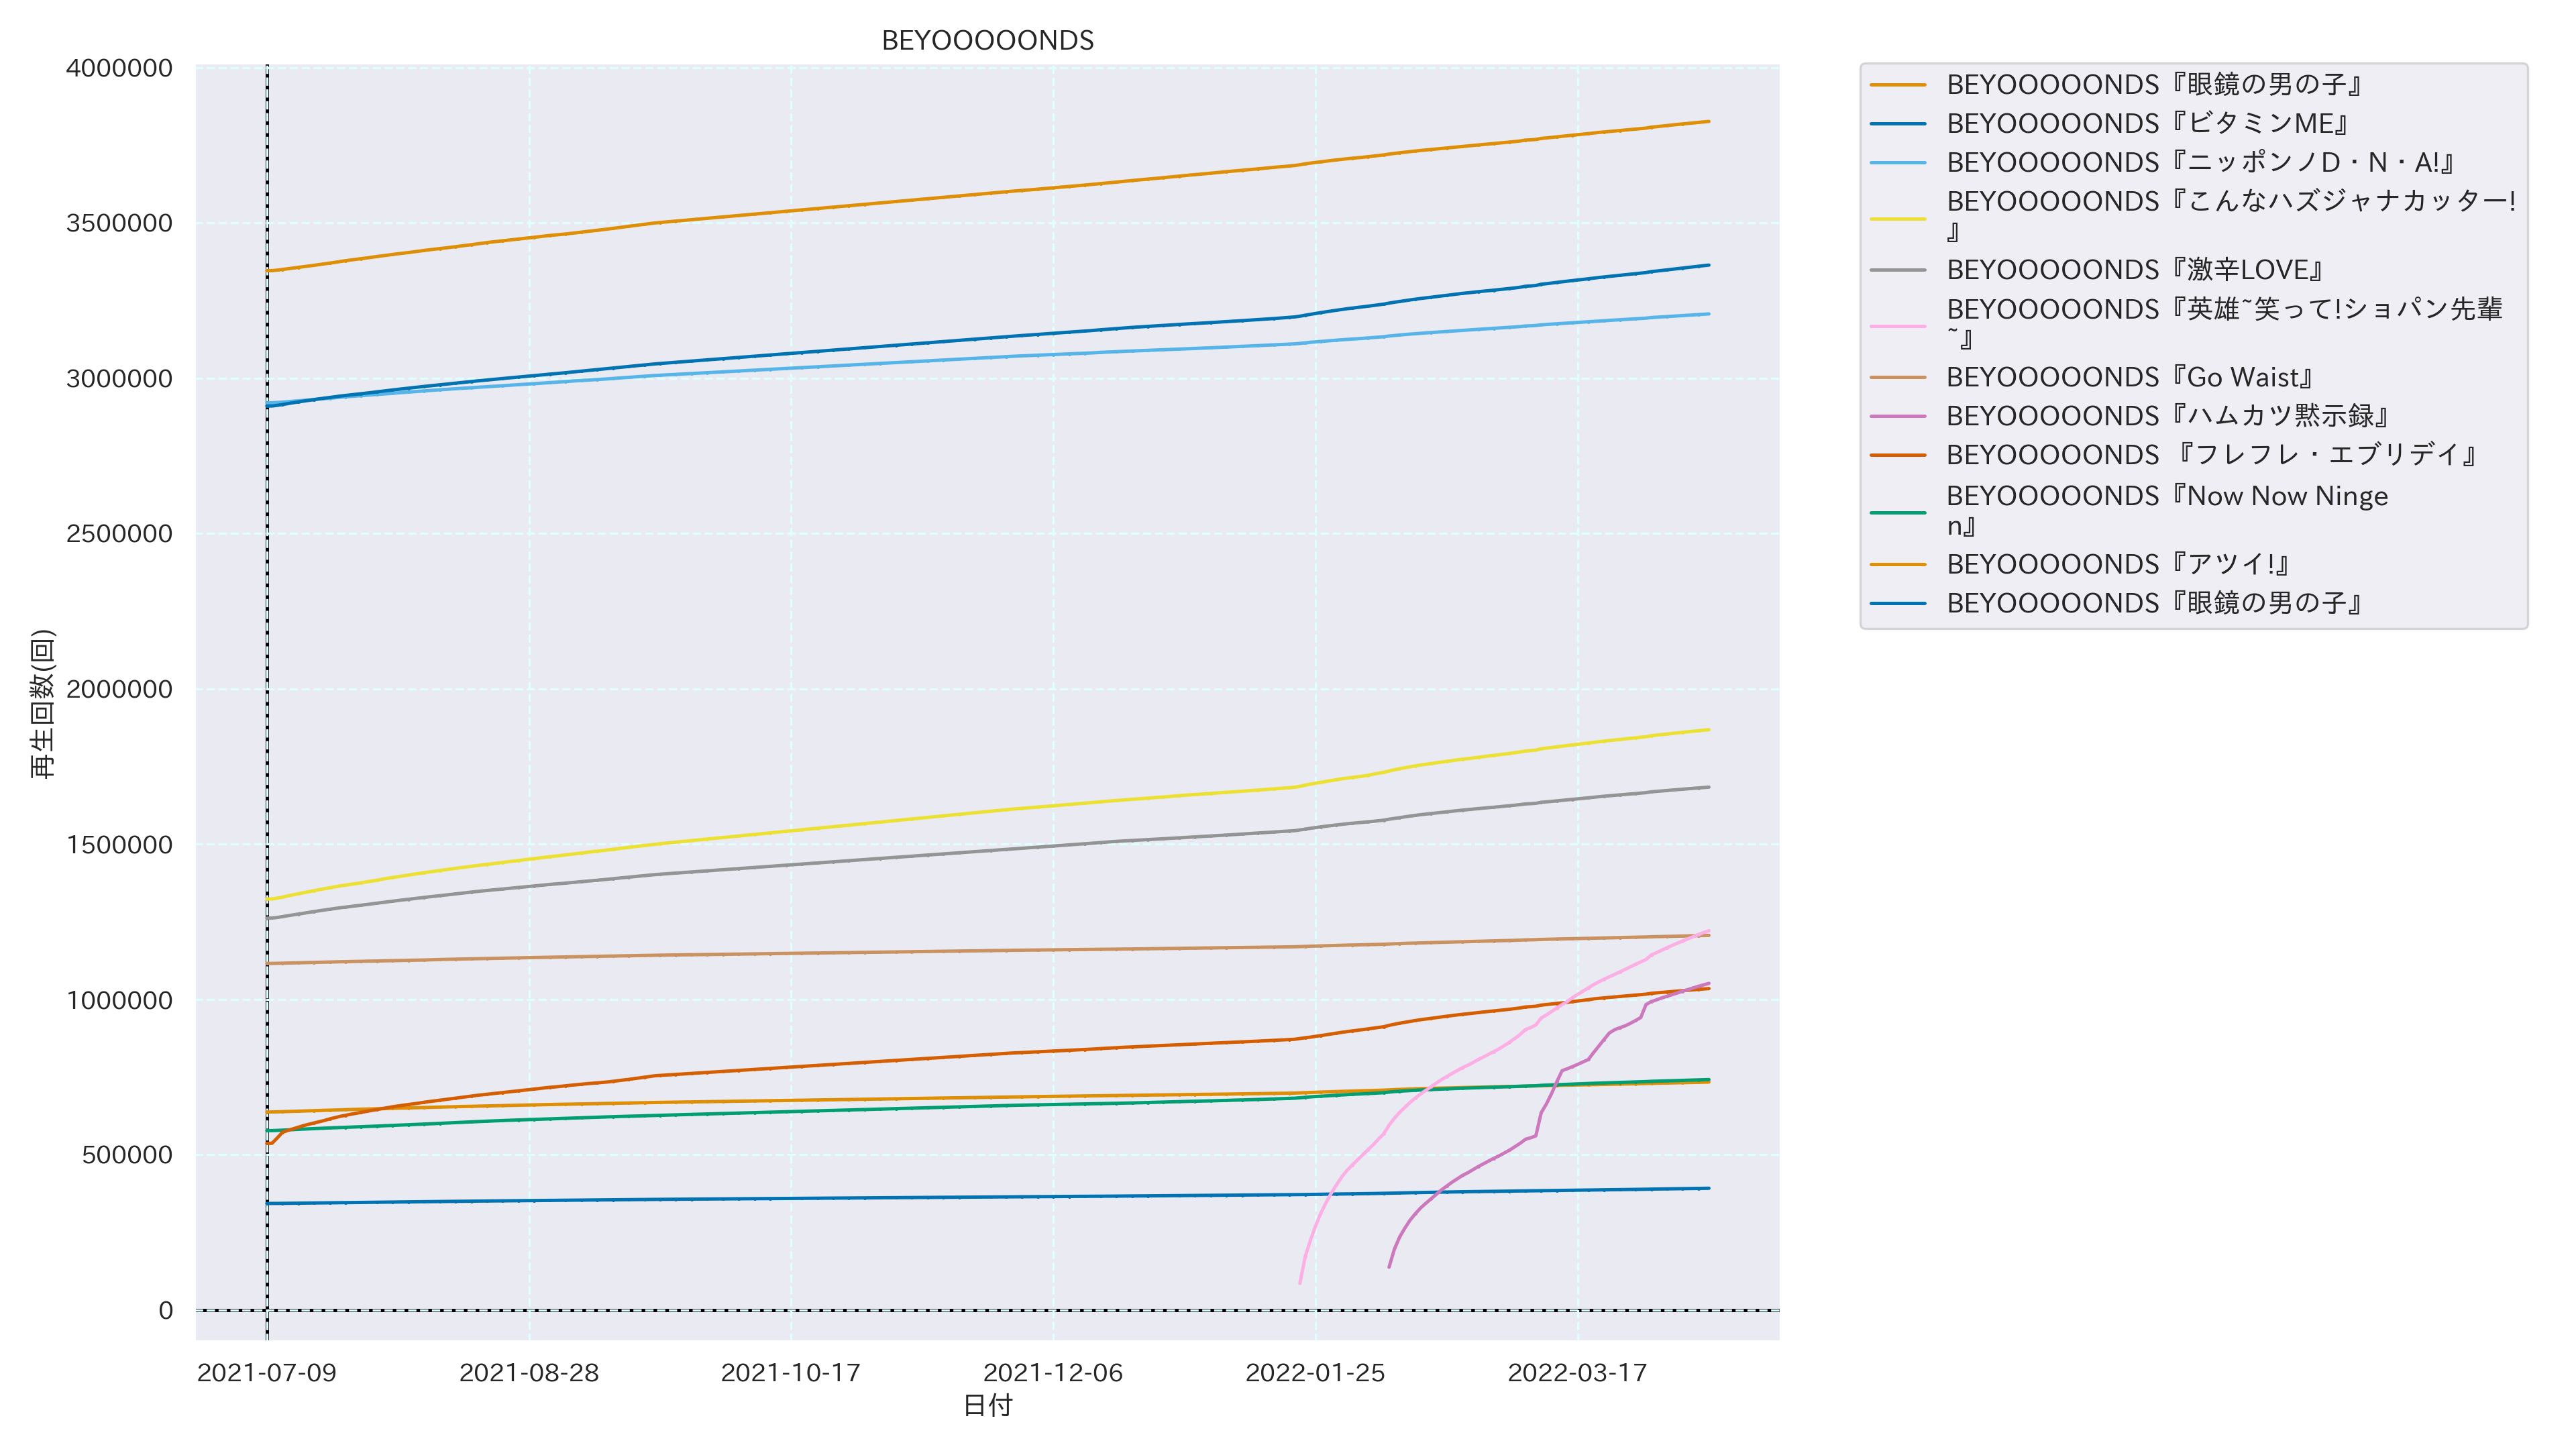 BEYOOOOONDS
4000000
3500000
3000000
2500000
2000000
1500000
1000000
500000
0
再生回数(回)
2021-07-09
2021-08-28
2021-10-17
2021-12-06
2022-01-25
2022-03-17
日付
BEYOOOOONDS『眼鏡の男の子』
BEYOOOOONDS『ビタミンME』
BEYOOOOONDS『ニッポンノD・N・A!』
BEYOOOOONDS『こんなハズジャナカッター!
』
BEYOOOOONDS『激辛LOVE』
BEYOOOOONDS『英雄~笑って!ショパン先輩
~』
BEYOOOOONDS『Go Waist』
BEYOOOOONDS『ハムカツ黙示録』
BEYOOOOONDS 『フレフレ・エブリデイ』
BEYOOOOONDS『Now Now Ninge
n』
BEYOOOOONDS『アツイ!』
BEYOOOOONDS『眼鏡の男の子』